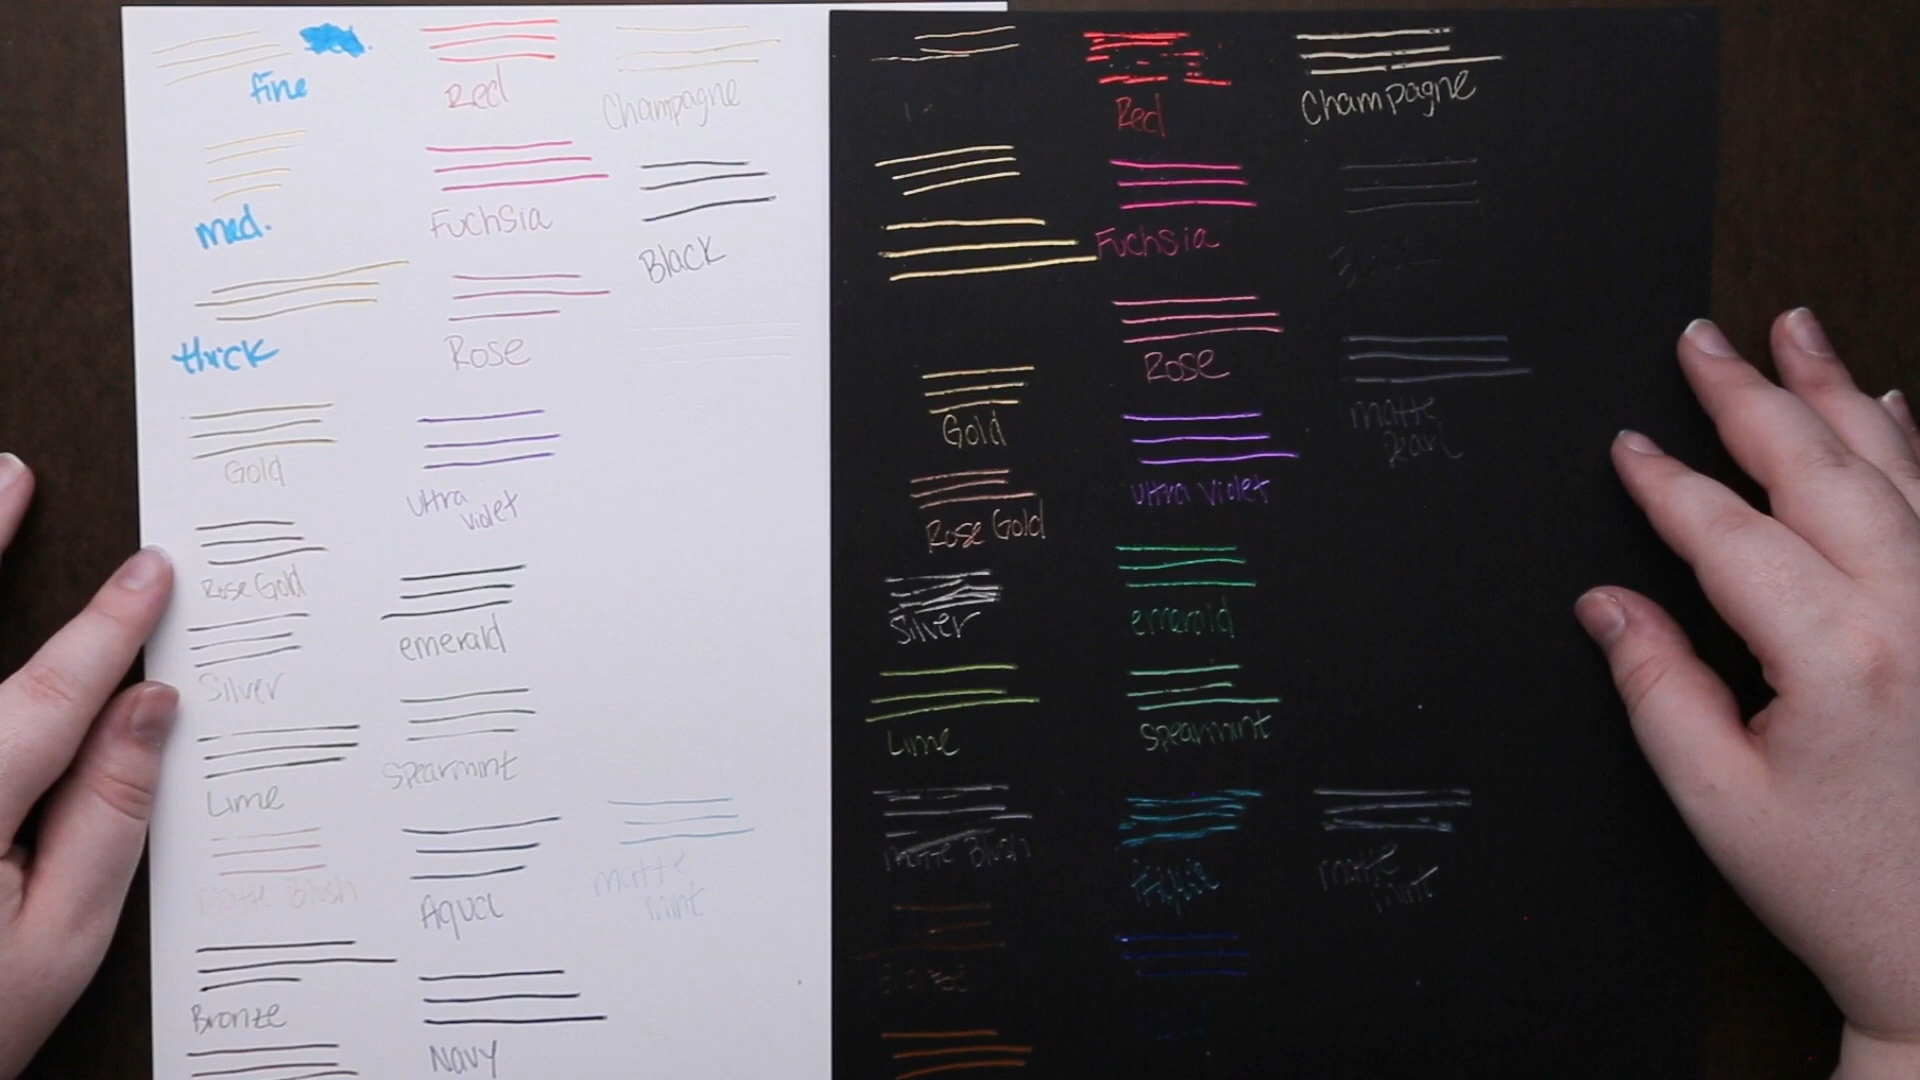 fine
med.
thick
Gold
Rose Gold
Silver
Lime
Matte Blush
Bronze
Red
Fuchsia
Rose
Ultra
Violet
emerald
Spearmint
Aqua
Navy
Champagne
Black
matte
mint
Gold
Rose Gold
Silver
Lime
Matte Blush
Bronze
Red
Fuchsia
Rose
Ultra Violet
emerald
Spearmint
Champagne
matte
Pearl
matte
mint